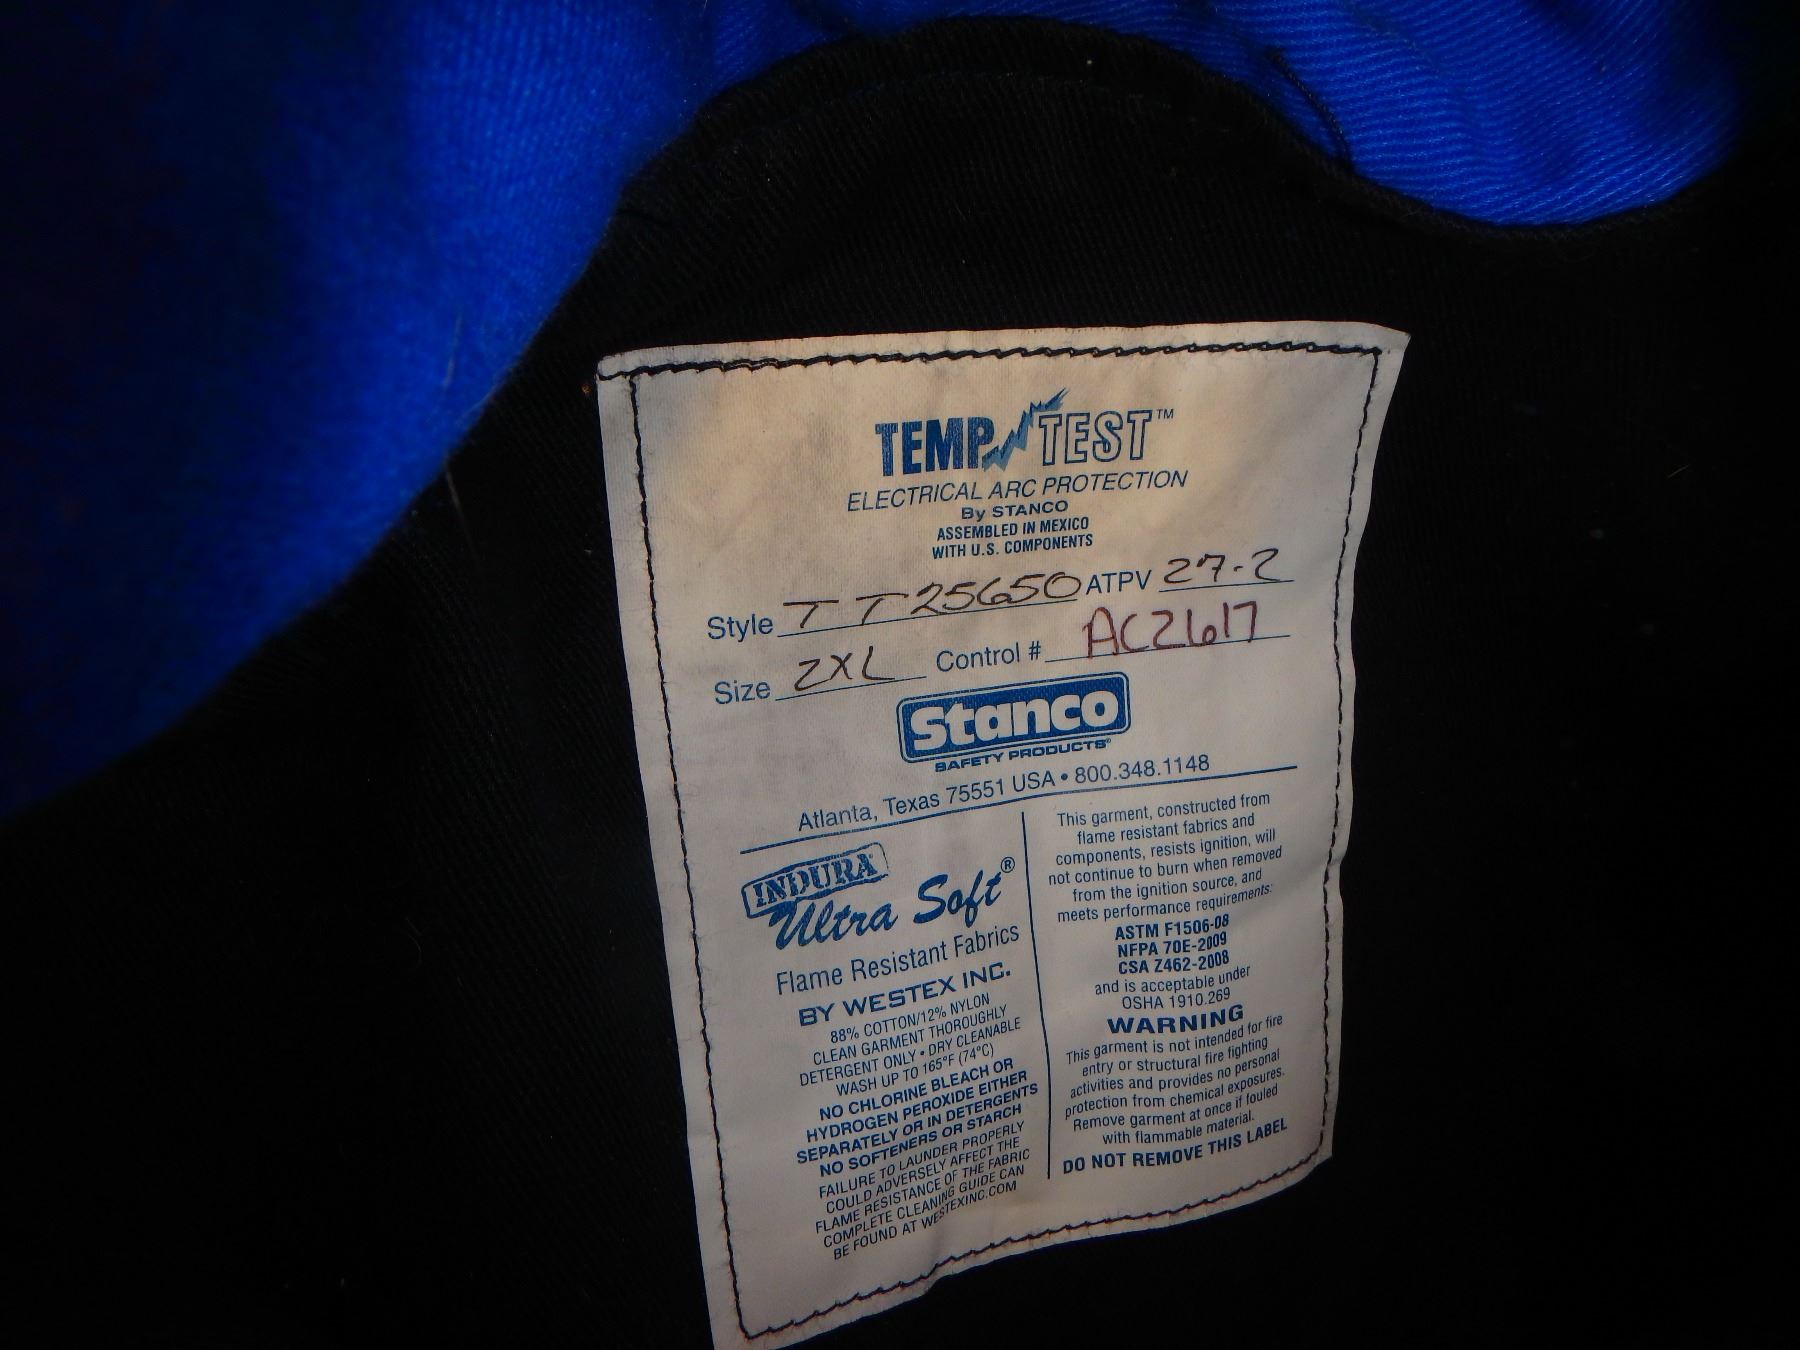 TEMP TEST™
ELECTRICAL ARC PROTECTION
By STANCO
ASSEMBLED IN MEXICO
WITH U.S. COMPONENTS
Style TT25650 ATPV 27.2
Size 2XL Control # AC2617
Stanco
SAFETY PRODUCTS®
Atlanta, Texas 75551 USA • 800.348.1148
INDURA
Ultra Soft®
Flame Resistant Fabrics
BY WESTEX INC.
88% COTTON/12% NYLON
CLEAN GARMENT THOROUGHLY
DETERGENT ONLY • DRY CLEANABLE
WASH UP TO 165°F (74°C)
NO CHLORINE BLEACH OR
HYDROGEN PEROXIDE EITHER
SEPARATELY OR IN DETERGENTS
NO SOFTENERS OR STARCH
FAILURE TO LAUNDER PROPERLY
COULD ADVERSELY AFFECT THE
FLAME RESISTANCE OF THE FABRIC
COMPLETE CLEANING GUIDE CAN
BE FOUND AT WESTEXINC.COM
This garment, constructed from
flame resistant fabrics and
components, resists ignition, will
not continue to burn when removed
from the ignition source, and
meets performance requirements:
ASTM F1506-08
NFPA 70E-2009
CSA Z462-2008
and is acceptable under
OSHA 1910.269
WARNING
This garment is not intended for fire
entry or structural fire fighting
activities and provides no personal
protection from chemical exposures.
Remove garment at once if fouled
with flammable material.
DO NOT REMOVE THIS LABEL